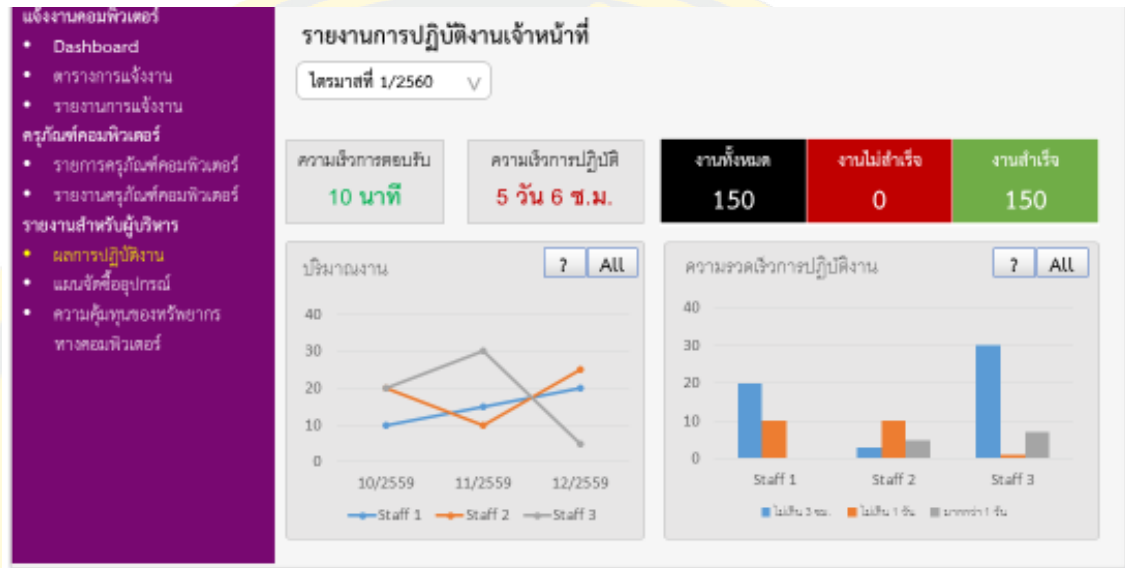 แจ้งงานคอมพิวเตอร์
• Dashboard
• ตารางการแจ้งงาน
• รายงานการแจ้งงาน
ครุภัณฑ์คอมพิวเตอร์
• รายการครุภัณฑ์คอมพิวเตอร์
• รายงานครุภัณฑ์คอมพิวเตอร์
รายงานสำหรับผู้บริหาร
• ผลการปฏิบัติงาน
• แผนจัดซื้ออุปกรณ์
• ความคุ้มทุนของทรัพยากร
ทางคอมพิวเตอร์
รายงานการปฏิบัติงานเจ้าหน้าที่
ไตรมาสที่ 1/2560
ความเร็วการตอบรับ
10 นาที
ความเร็วการปฏิบัติ
5 วัน 6 ช.ม.
งานทั้งหมด
150
งานไม่สำเร็จ
0
งานสำเร็จ
150
ปริมาณงาน
? All
40
30
20
10
0
10/2559 11/2559 12/2559
Staff 1 Staff 2 Staff 3
ความรวดเร็วการปฏิบัติงาน
? All
40
30
20
10
0
Staff 1 Staff 2 Staff 3
ไม่เกิน 3 ชม. ไม่เกิน 1 วัน มากกว่า 1 วัน